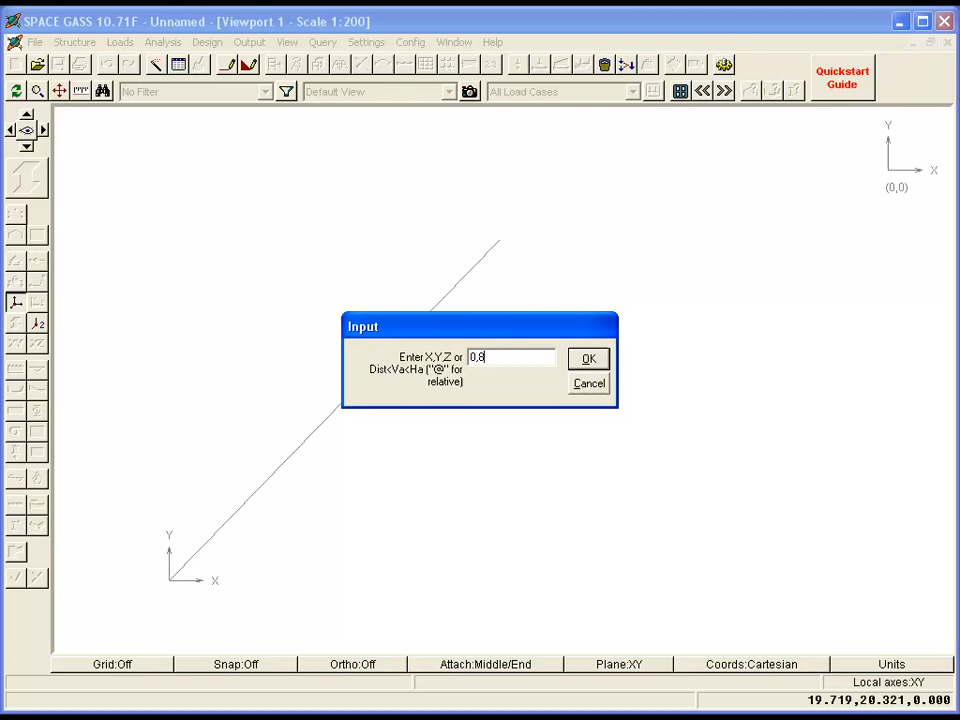 SPACE GASS 10.71F - Unnamed - [Viewport 1 - Scale 1:200]
File Structure Loads Analysis Design Output View Query Settings Config Window Help
Quickstart
Guide
No Filter Default View All Load Cases
Y
X
(0,0)
Input
Enter X,Y,Z or
Dist<Va<Ha ("@" for
relative)
0,8
OK
Cancel
Y
X
Grid:Off Snap:Off Ortho:Off Attach:Middle/End Plane:XY Coords:Cartesian Units
Local axes:XY
19.719,20.321,0.000